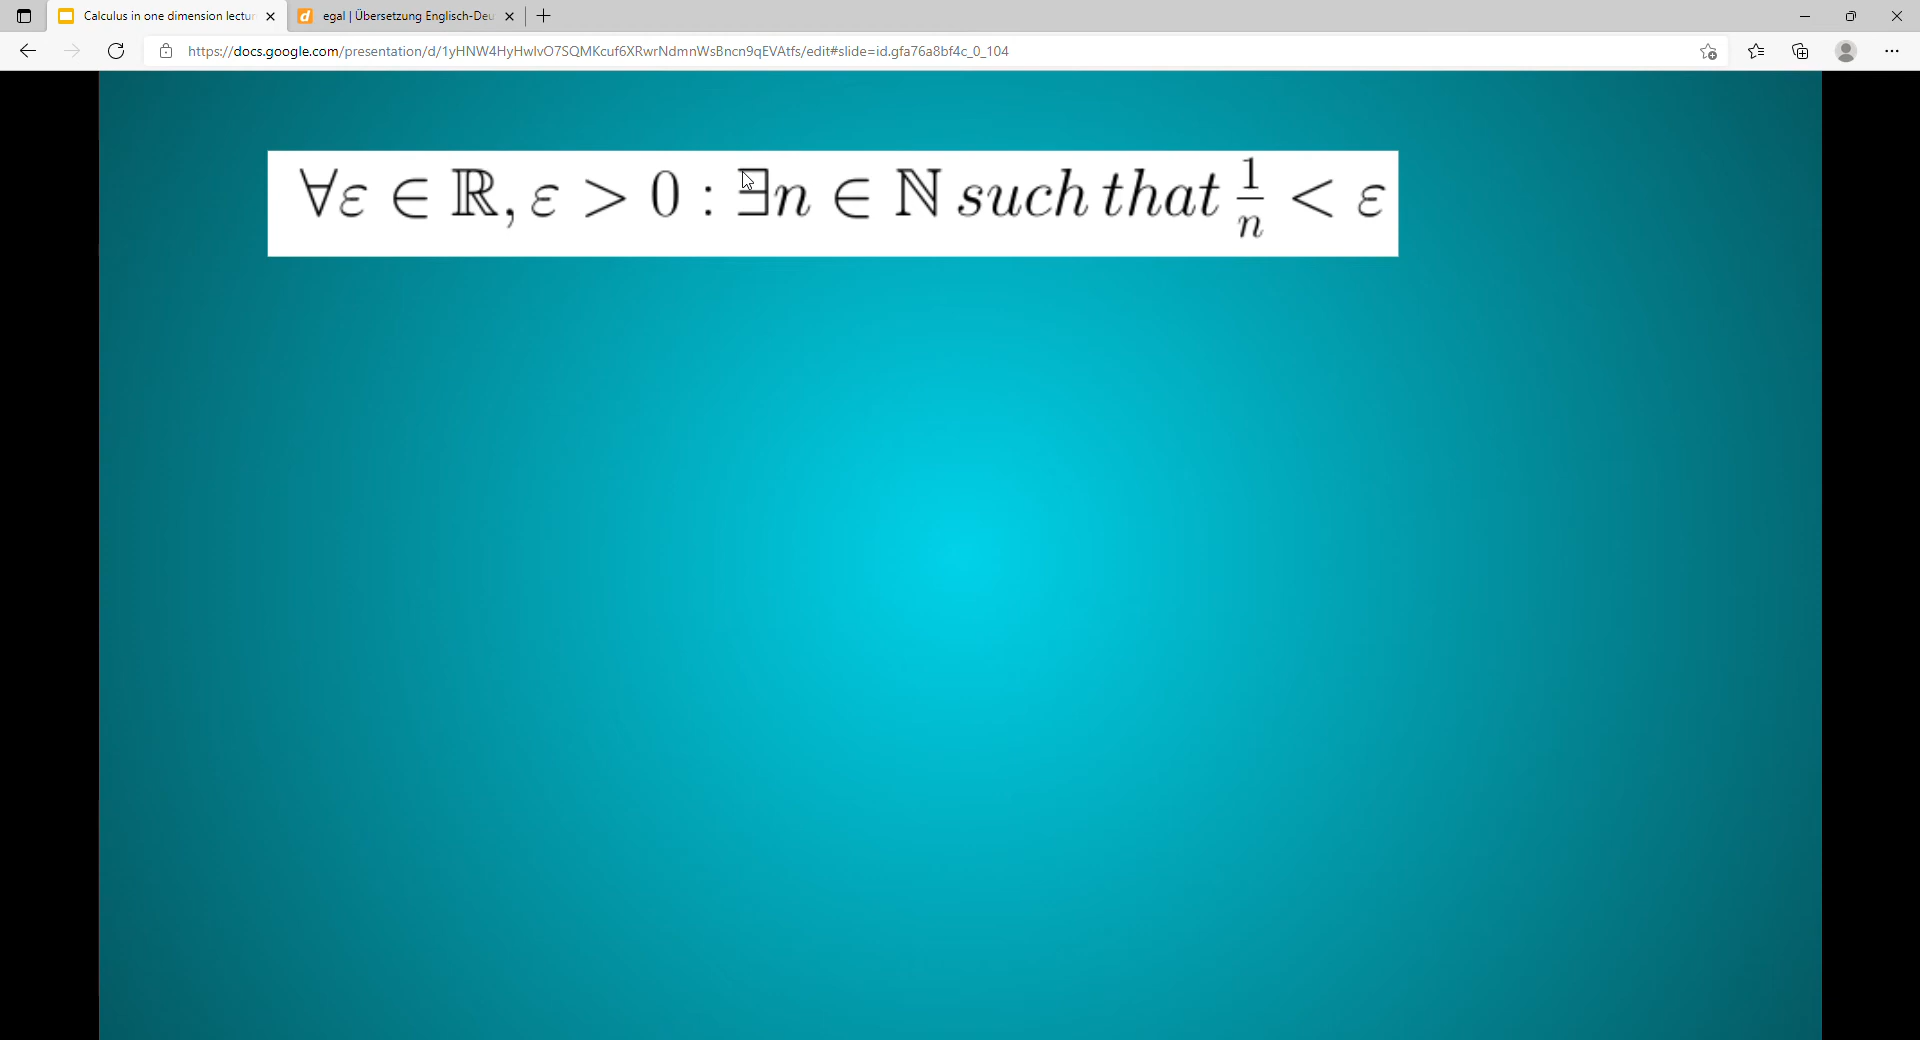 Calculus in one dimension lectu
egal | Übersetzung Englisch-Deu
https://docs.google.com/presentation/d/1yHNW4HyHwlvO7SQMKcuf6XRwrNdmnWsBncn9qEVAtfs/edit#slide=id.gfa76a8bf4c_0_104
∀ε ∈ ℝ, ε > 0 : ∃n ∈ ℕ such that 1/n < ε